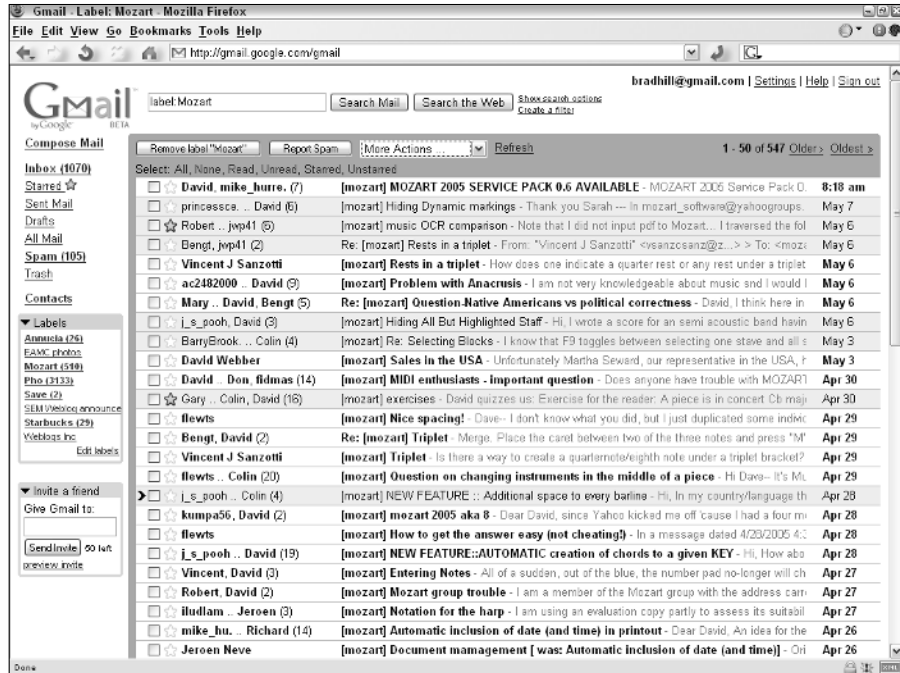 Gmail - Label: Mozart - Mozilla Firefox
File Edit View Go Bookmarks Tools Help
http://gmail.google.com/gmail
G
bradhill@gmail.com | Settings | Help | Sign out
Gmail
by Google BETA
label:Mozart
Search Mail
Search the Web
Show search options
Create a filter
Compose Mail
Inbox (1070)
Starred
Sent Mail
Drafts
All Mail
Spam (105)
Trash
Contacts
Labels
Annucia (26)
EAMC photos
Mozart (510)
Pho (3133)
Save (2)
SEM Weblog announce
Starbucks (29)
Weblogs Inc
Edit labels
Invite a friend
Give Gmail to:
Send Invite 50 left
preview invite
Remove label "Mozart" Report Spam More Actions ... Refresh 1 - 50 of 547 Older › Oldest »
Select: All, None, Read, Unread, Starred, Unstarred
David, mike_hurre. (7) [mozart] MOZART 2005 SERVICE PACK 0.6 AVAILABLE - MOZART 2005 Service Pack 0. 8:18 am
princessce. .. David (6) [mozart] Hiding Dynamic markings - Thank you Sarah --- In mozart_software@yahoogroups. May 7
Robert .. jwp41 (5) [mozart] music OCR comparison - Note that I did not input pdf to Mozart... I traversed the fol May 6
Bengt, jwp41 (2) Re: [mozart] Rests in a triplet - From: "Vincent J Sanzotti" <vsanzcsanz@z...> > To: <moza May 6
Vincent J Sanzotti [mozart] Rests in a triplet - How does one indicate a quarter rest or any rest under a triplet May 6
ac2482000 .. David (9) [mozart] Problem with Anacrusis - I am not very knowledgeable about music snd I would l May 6
Mary .. David, Bengt (5) Re: [mozart] Question-Native Americans vs political correctness - David, I think here in May 6
j_s_pooh, David (3) [mozart] Hiding All But Highlighted Staff - Hi, I wrote a score for an semi acoustic band havin May 6
BarryBrook. .. Colin (4) [mozart] Re: Selecting Blocks - I know that F9 toggles between selecting one stave and all s May 3
David Webber [mozart] Sales in the USA - Unfortunately Martha Seward, our representative in the USA, h May 3
David .. Don, fidmas (14) [mozart] MIDI enthusiasts - important question - Does anyone have trouble with MOZART Apr 30
Gary .. Colin, David (16) [mozart] exercises - David quizzes us: Exercise for the reader: A piece is in concert Cb maj Apr 30
flewts [mozart] Nice spacing! - Dave-- I don't know what you did, but I just duplicated some indivic Apr 29
Bengt, David (2) Re: [mozart] Triplet - Merge. Place the caret between two of the three notes and press "M" Apr 29
Vincent J Sanzotti [mozart] Triplet - Is there a way to create a quarternote/eighth note under a triplet bracket? Apr 29
flewts .. Colin (20) [mozart] Question on changing instruments in the middle of a piece - Hi Dave-- It's Mu Apr 29
j_s_pooh .. Colin (4) [mozart] NEW FEATURE :: Additional space to every barline - Hi, In my country/language th Apr 28
kumpa56, David (2) [mozart] mozart 2005 aka 8 - Dear David, since Yahoo kicked me off 'cause I had a four m Apr 28
flewts [mozart] How to get the answer easy (not cheating!) - In a message dated 4/28/2005 4: Apr 28
j_s_pooh .. David (19) [mozart] NEW FEATURE::AUTOMATIC creation of chords to a given KEY - Hi, How abo Apr 28
Vincent, David (3) [mozart] Entering Notes - All of a sudden, out of the blue, the number pad no-longer will ch Apr 27
Robert, David (2) [mozart] Mozart group trouble - I am a member of the Mozart group with the address carr Apr 27
iludlam .. Jeroen (3) [mozart] Notation for the harp - I am using an evaluation copy partly to assess its suitabil Apr 27
mike_hu. .. Richard (14) [mozart] Automatic inclusion of date (and time) in printout - Dear David, An idea for the Apr 26
Jeroen Neve [mozart] Document mamagement [ was: Automatic inclusion of date (and time)] - Ori Apr 26
Done